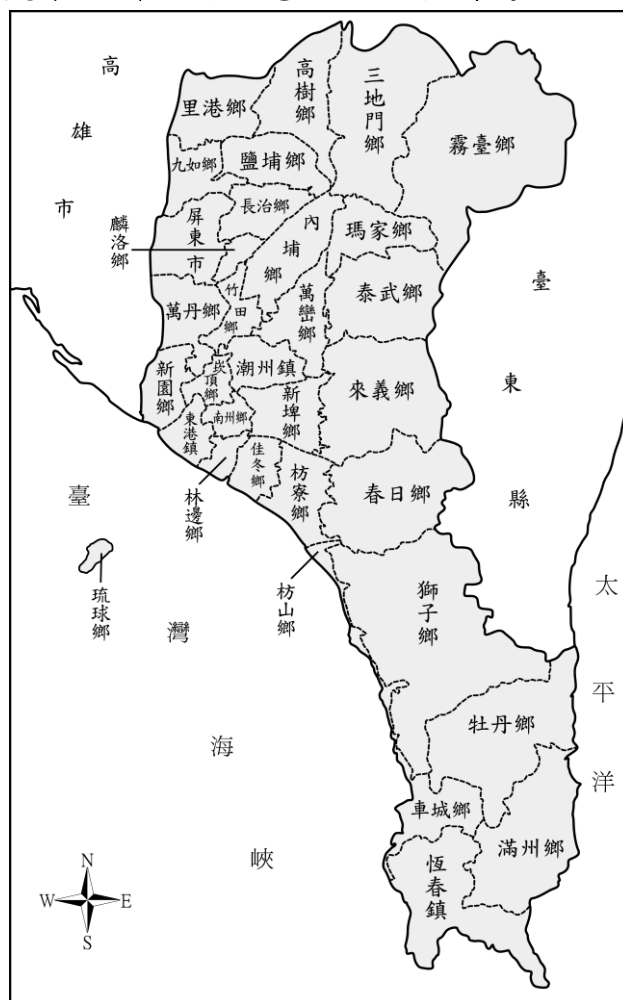 高雄市
里港鄉
高樹鄉
三地門鄉
霧臺鄉
九如鄉
鹽埔鄉
長治鄉
屏東市
麟洛鄉
內埔鄉
瑪家鄉
泰武鄉
竹田鄉
萬丹鄉
萬巒鄉
臺東縣
新園鄉
崁頂鄉
潮州鎮
來義鄉
新埤鄉
東港鎮
南州鄉
佳冬鄉
枋寮鄉
春日鄉
林邊鄉
枋山鄉
琉球鄉
獅子鄉
臺灣海峽
太平洋
牡丹鄉
車城鄉
滿州鄉
恆春鎮
N
W
E
S